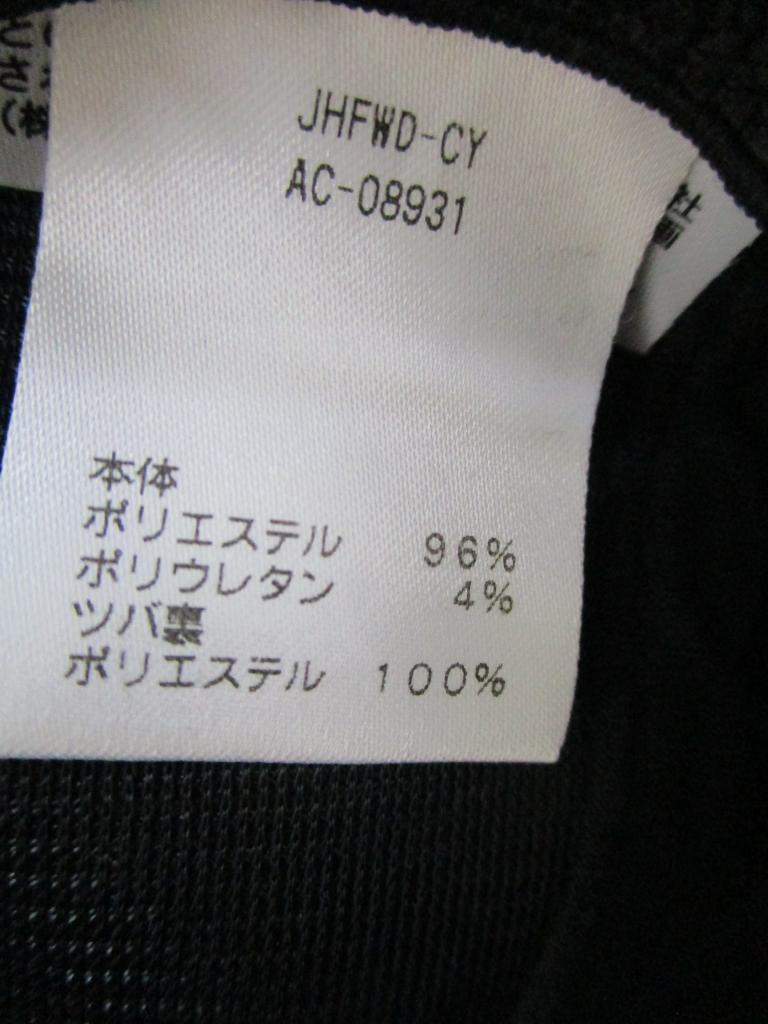 JHFWD-CY
AC-08931
本体
ポリエステル 96%
ポリウレタン 4%
ツバ裏
ポリエステル 100%
社